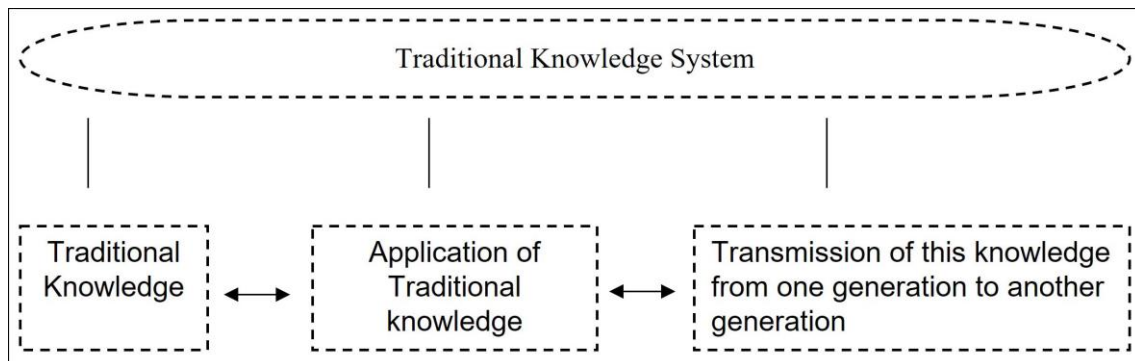 Traditional Knowledge System
Traditional
Knowledge
Application of
Traditional
knowledge
Transmission of this knowledge
from one generation to another
generation